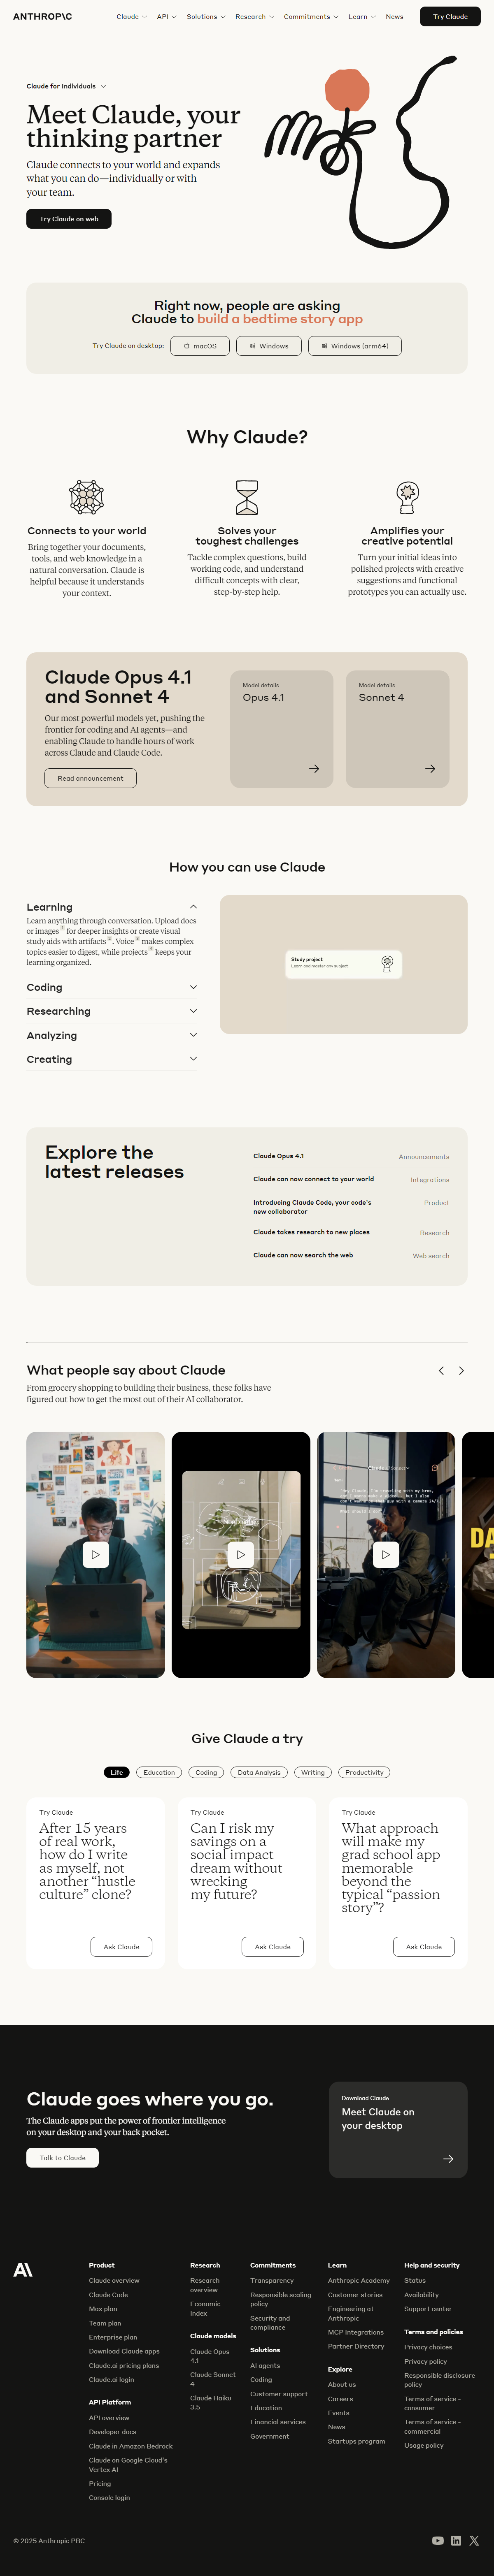 ANTHROP\C
Claude
API
Solutions
Research
Commitments
Learn
News
Try Claude
Claude for Individuals
Meet Claude, your
thinking partner
Claude connects to your world and expands
what you can do—individually or with
your team.
Try Claude on web
Right now, people are asking
Claude to build a bedtime story app
Try Claude on desktop:
macOS
Windows
Windows (arm64)
Why Claude?
Connects to your world
Bring together your documents,
tools, and web knowledge in a
natural conversation. Claude is
helpful because it understands
your context.
Solves your
toughest challenges
Tackle complex questions, build
working code, and understand
difficult concepts with clear,
step-by-step help.
Amplifies your
creative potential
Turn your initial ideas into
polished projects with creative
suggestions and functional
prototypes you can actually use.
Claude Opus 4.1
and Sonnet 4
Our most powerful models yet, pushing the
frontier for coding and AI agents—and
enabling Claude to handle hours of work
across Claude and Claude Code.
Read announcement
Model details
Opus 4.1
Model details
Sonnet 4
How you can use Claude
Learning
Learn anything through conversation. Upload docs
or images for deeper insights or create visual
study aids with artifacts . Voice makes complex
topics easier to digest, while projects keeps your
learning organized.
Coding
Researching
Analyzing
Creating
Study project
Learn and master any subject
Explore the
latest releases
Claude Opus 4.1
Announcements
Claude can now connect to your world
Integrations
Introducing Claude Code, your code's
new collaborator
Product
Claude takes research to new places
Research
Claude can now search the web
Web search
What people say about Claude
From grocery shopping to building their business, these folks have
figured out how to get the most out of their AI collaborator.
DA
Give Claude a try
Life
Education
Coding
Data Analysis
Writing
Productivity
Try Claude
After 15 years
of real work,
how do I write
as myself, not
another “hustle
culture” clone?
Ask Claude
Try Claude
Can I risk my
savings on a
social impact
dream without
wrecking
my future?
Ask Claude
Try Claude
What approach
will make my
grad school app
memorable
beyond the
typical “passion
story”?
Ask Claude
Claude goes where you go.
The Claude apps put the power of frontier intelligence
on your desktop and your back pocket.
Talk to Claude
Download Claude
Meet Claude on
your desktop
A\
Product
Claude overview
Claude Code
Max plan
Team plan
Enterprise plan
Download Claude apps
Claude.ai pricing plans
Claude.ai login
API Platform
API overview
Developer docs
Claude in Amazon Bedrock
Claude on Google Cloud's
Vertex AI
Pricing
Console login
Research
Research
overview
Economic
Index
Claude models
Claude Opus
4.1
Claude Sonnet
4
Claude Haiku
3.5
Commitments
Transparency
Responsible scaling
policy
Security and
compliance
Solutions
AI agents
Coding
Customer support
Education
Financial services
Government
Learn
Anthropic Academy
Customer stories
Engineering at
Anthropic
MCP Integrations
Partner Directory
Explore
About us
Careers
Events
News
Startups program
Help and security
Status
Availability
Support center
Terms and policies
Privacy choices
Privacy policy
Responsible disclosure
policy
Terms of service -
consumer
Terms of service -
commercial
Usage policy
© 2025 Anthropic PBC